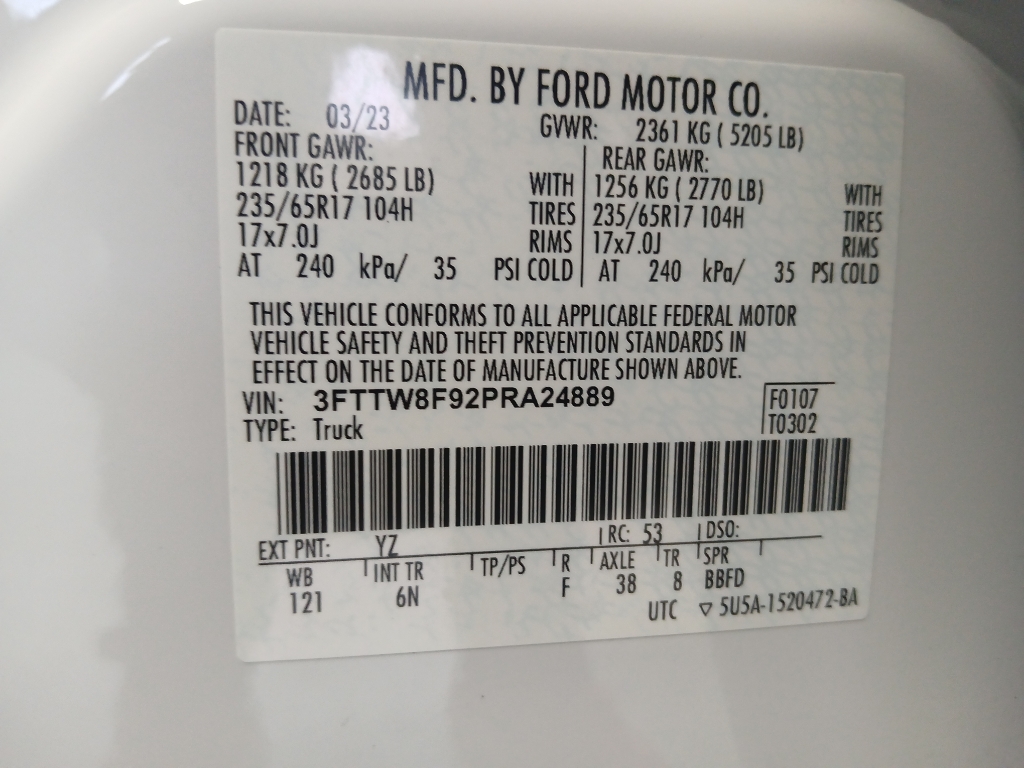 MFD. BY FORD MOTOR CO.
DATE: 03/23 GVWR: 2361 KG ( 5205 LB)
FRONT GAWR: REAR GAWR:
1218 KG ( 2685 LB) WITH 1256 KG ( 2770 LB) WITH
235/65R17 104H TIRES 235/65R17 104H TIRES
17x7.0J RIMS 17x7.0J RIMS
AT 240 kPa/ 35 PSI COLD AT 240 kPa/ 35 PSI COLD
THIS VEHICLE CONFORMS TO ALL APPLICABLE FEDERAL MOTOR
VEHICLE SAFETY AND THEFT PREVENTION STANDARDS IN
EFFECT ON THE DATE OF MANUFACTURE SHOWN ABOVE.
VIN: 3FTTW8F92PRA24889 F0107
TYPE: Truck T0302
EXT PNT: YZ RC: 53 DSO:
WB INT TR TP/PS R AXLE TR SPR
121 6N F 38 8 BBFD
UTC ▽ 5U5A-1520472-BA